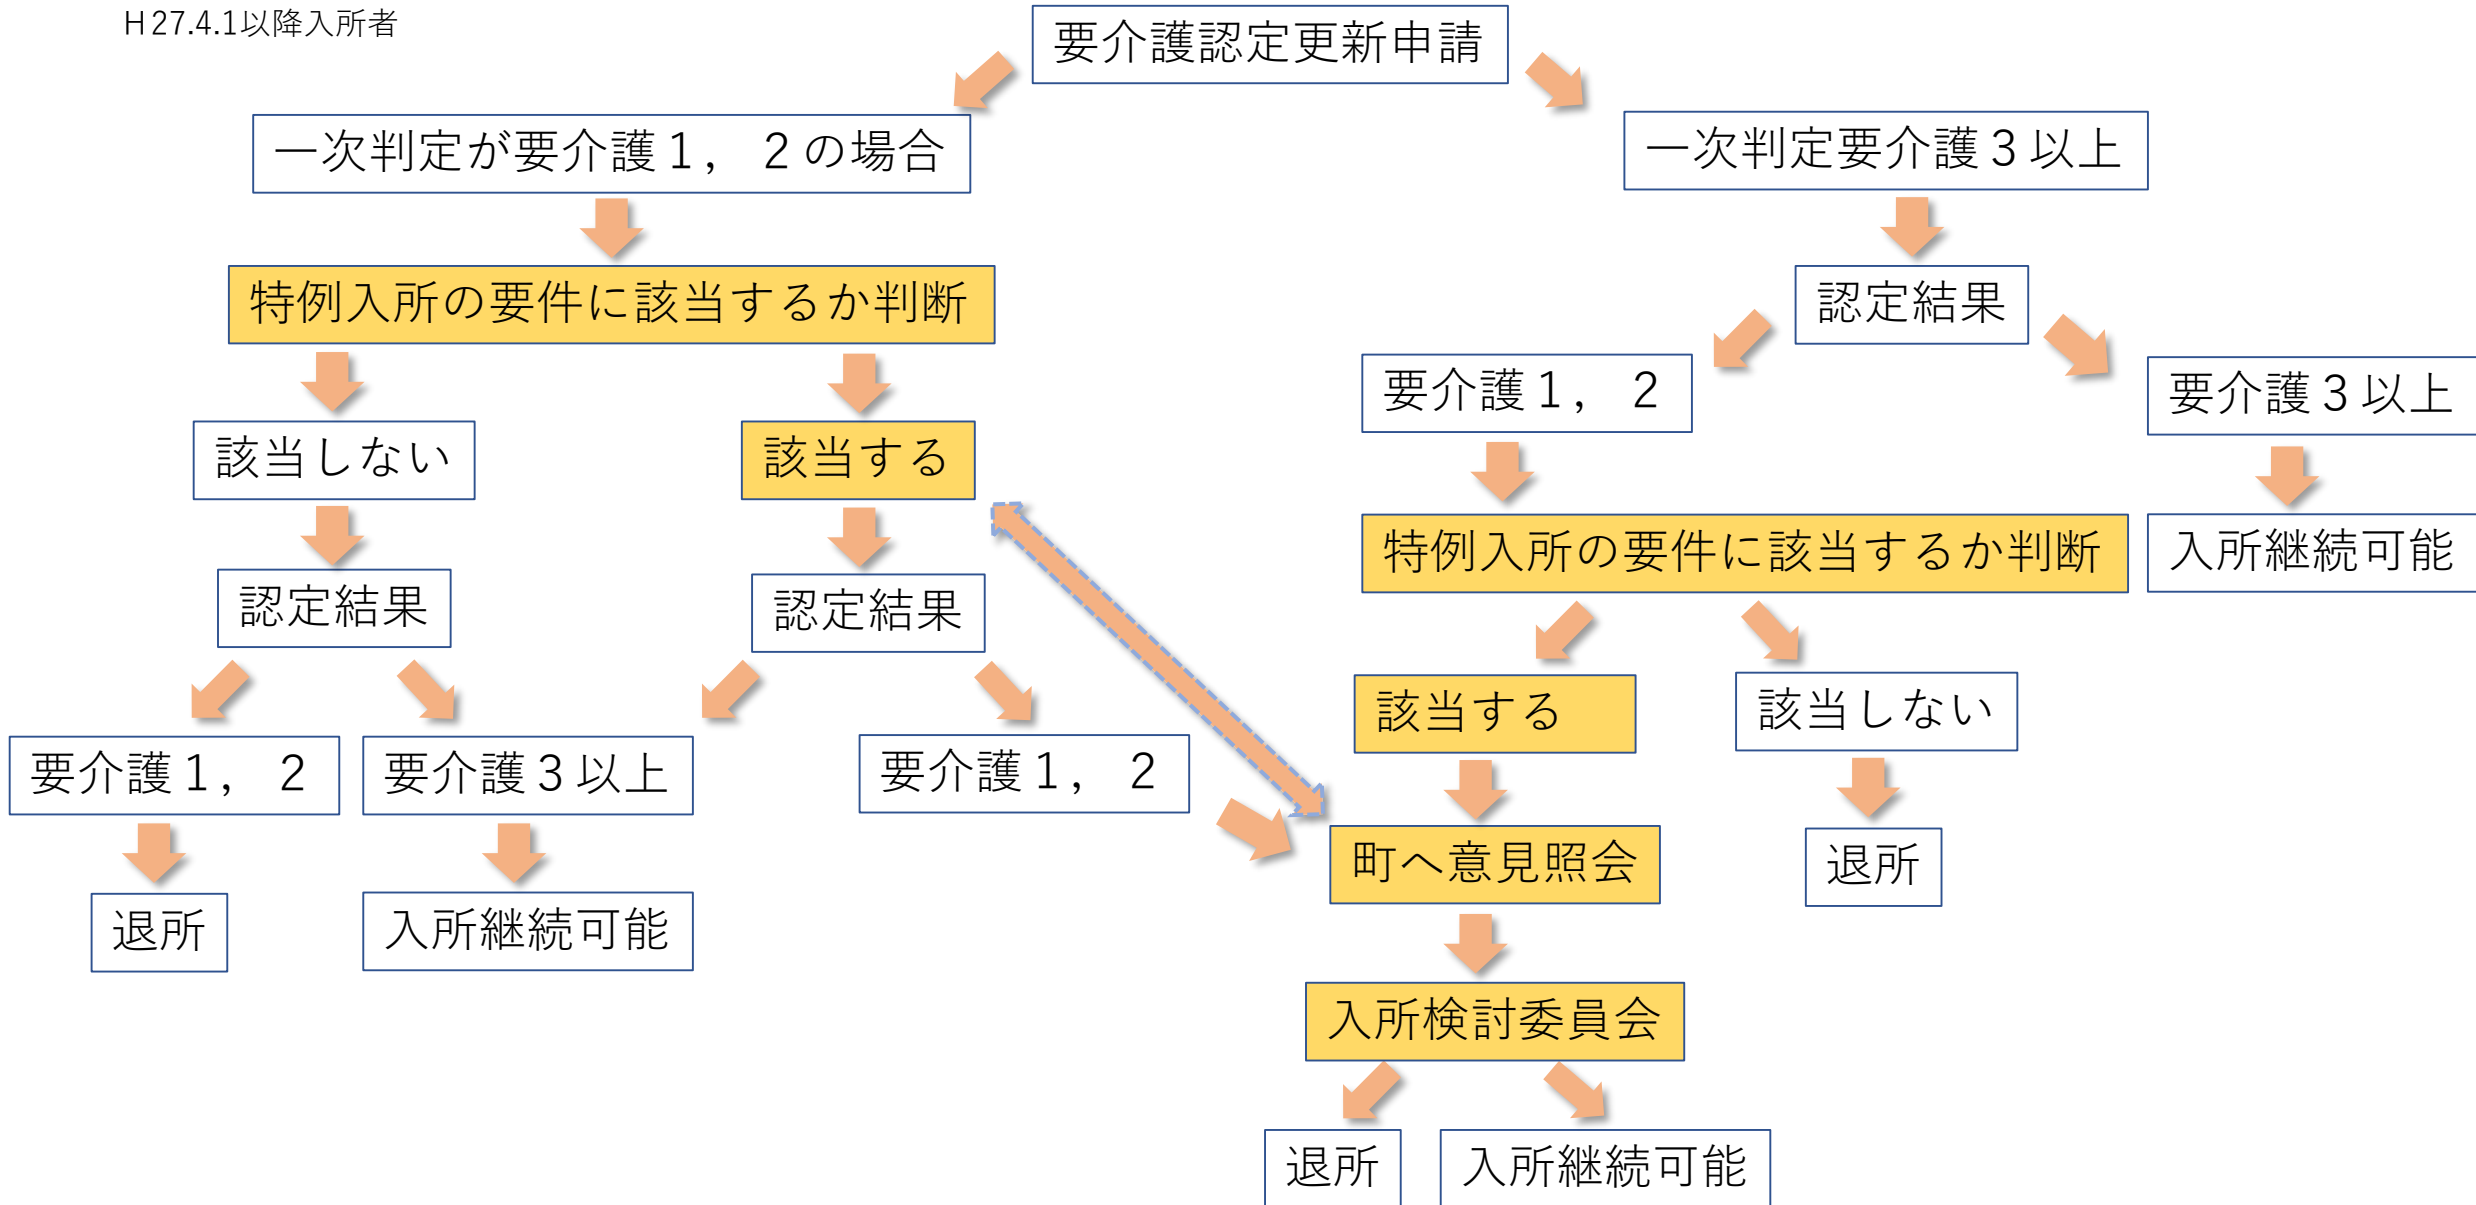 H27.4.1以降入所者
要介護認定更新申請
一次判定が要介護1, 2の場合
一次判定要介護3以上
特例入所の要件に該当するか判断
認定結果
要介護1, 2
要介護3以上
該当しない
該当する
特例入所の要件に該当するか判断
入所継続可能
認定結果
認定結果
該当する
該当しない
要介護1, 2
要介護3以上
要介護1, 2
町へ意見照会
退所
退所
入所継続可能
入所検討委員会
退所
入所継続可能